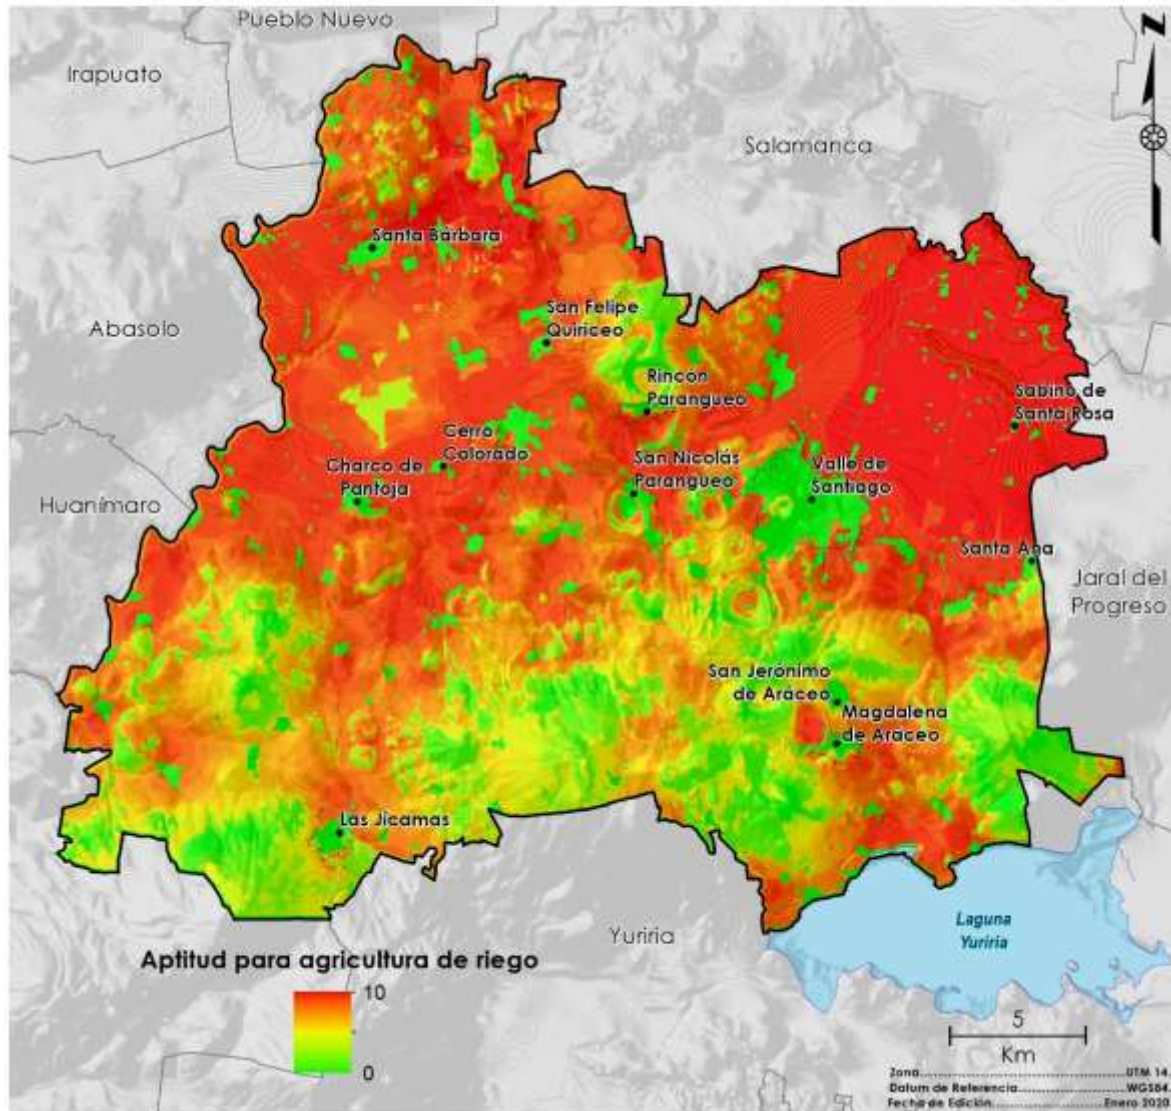 Pueblo Nuevo
Z
Irapuato
Salamanca
Santa Bárbara
Abasolo
San Felipe
Quiriceo
Rincón
Parangueo
Sabino de
Santa Rosa
Cerro
Colorado
Charco de
Pantoja
San Nicolás
Parangueo
Valle de
Santiago
Huanímaro
Santa Ana
Jaral del
Progreso
San Jerónimo
de Aráceo
Magdalena
de Araceo
Las Jícamas
Yuriria
Laguna
Yuriria
Aptitud para agricultura de riego
10
0
5
Km
Zona UTM 14.
Datum de Referencia WGS84.
Fecha de Edición Enero 2020